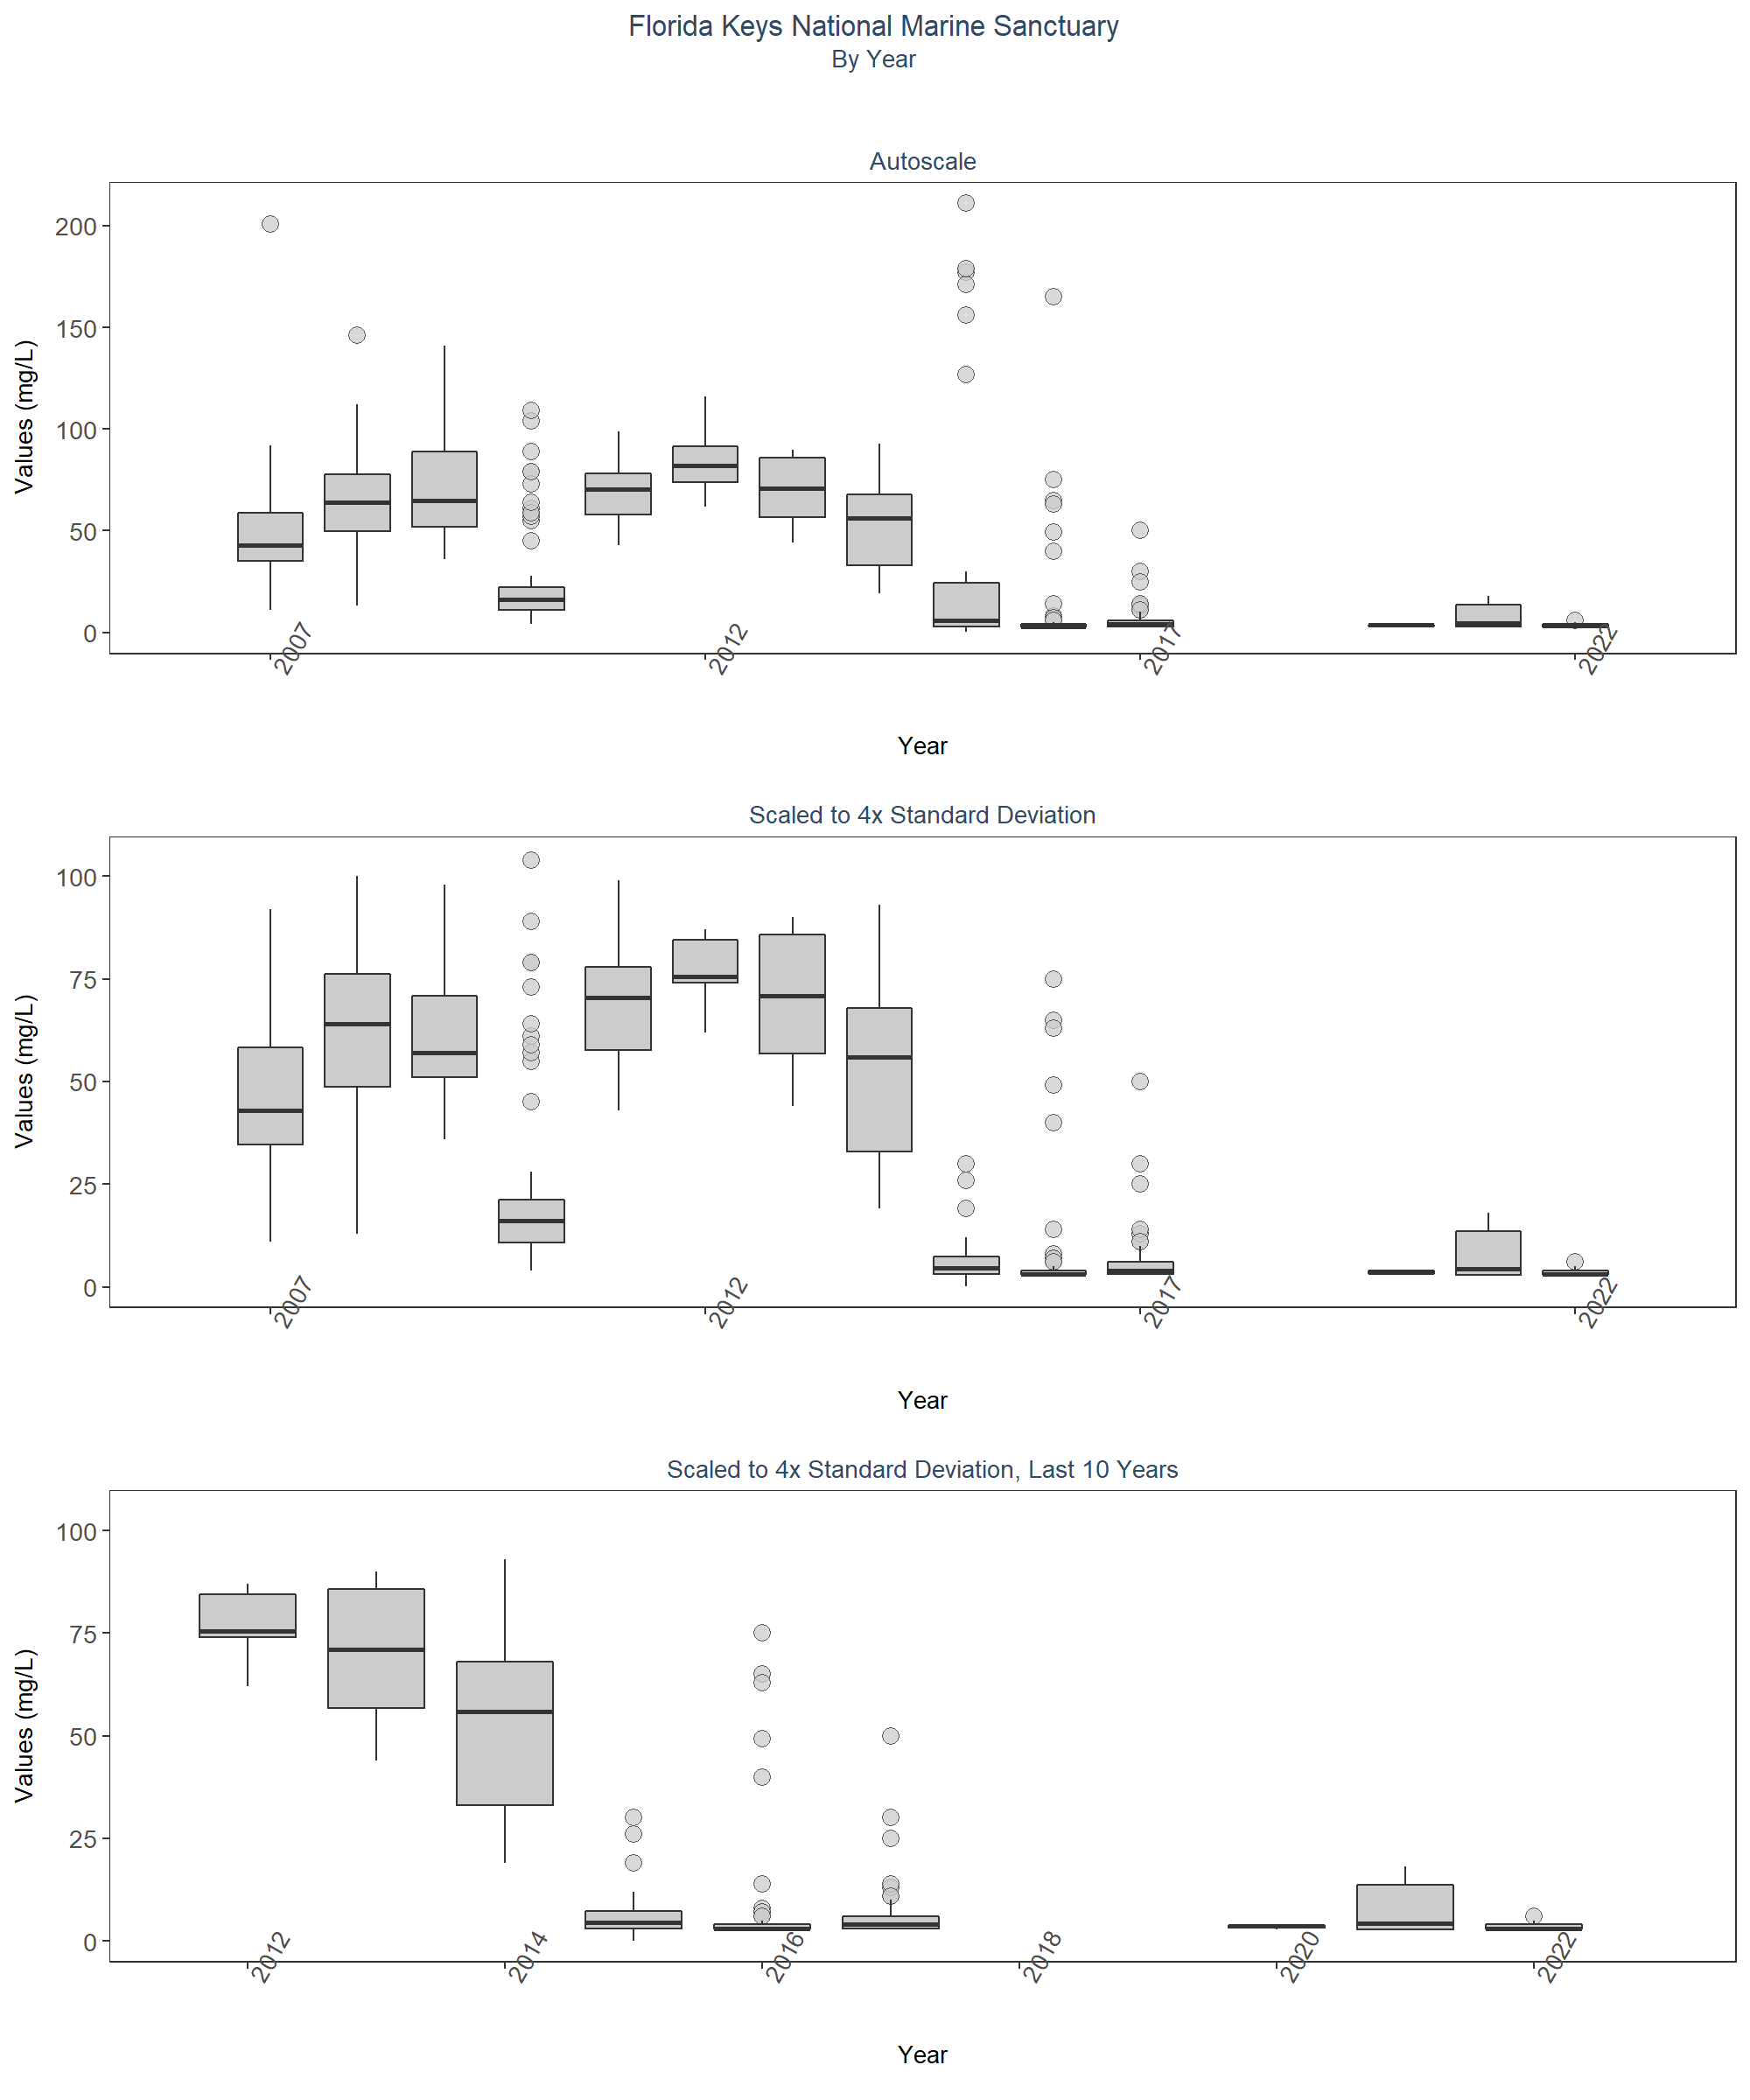 Florida Keys National Marine Sanctuary
By Year
Autoscale
Values (mg/L)
200
150
100
50
0
2007
2012
2017
2022
Year
Scaled to 4x Standard Deviation
Values (mg/L)
100
75
50
25
0
2007
2012
2017
2022
Year
Scaled to 4x Standard Deviation, Last 10 Years
Values (mg/L)
100
75
50
25
0
2012
2014
2016
2018
2020
2022
Year